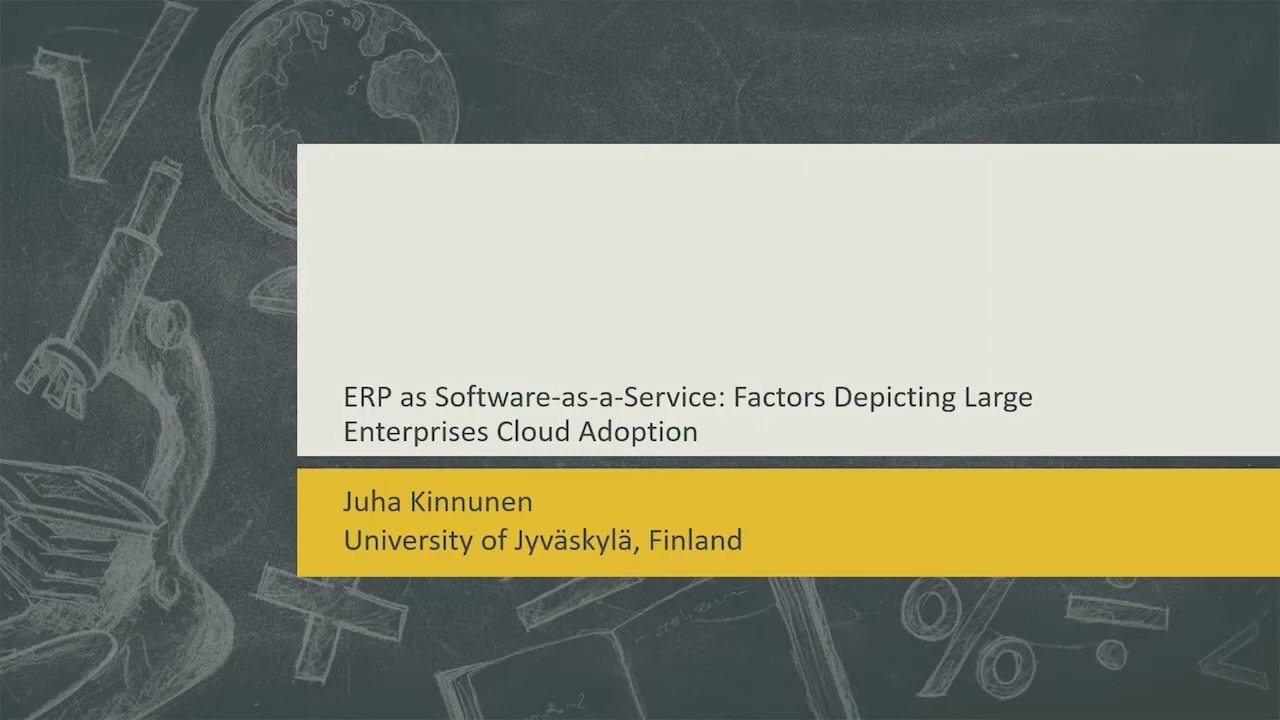 ERP as Software-as-a-Service: Factors Depicting Large
Enterprises Cloud Adoption
Juha Kinnunen
University of Jyväskylä, Finland